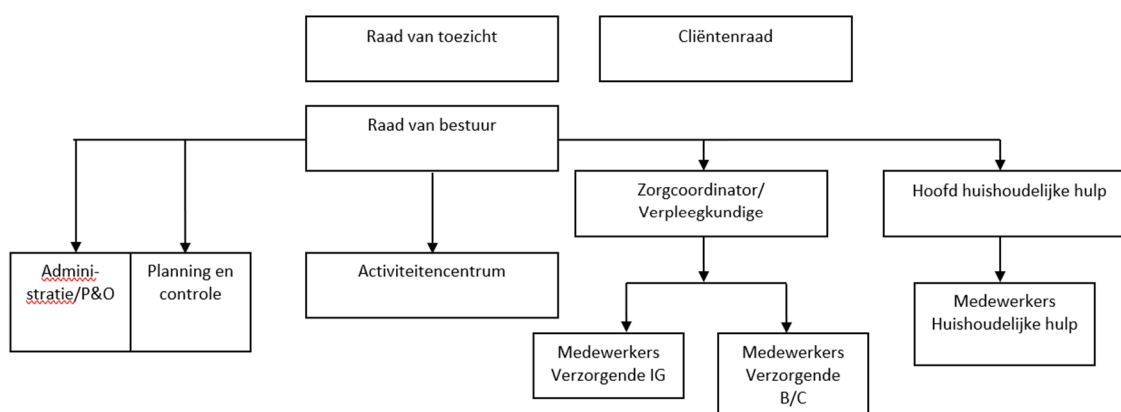 Raad van toezicht
Cliëntenraad
Raad van bestuur
Zorgcoordinator/
Verpleegkundige
Hoofd huishoudelijke hulp
Admini-
stratie/P&O
Planning en
controle
Activiteitencentrum
Medewerkers
Huishoudelijke hulp
Medewerkers
Verzorgende IG
Medewerkers
Verzorgende
B/C